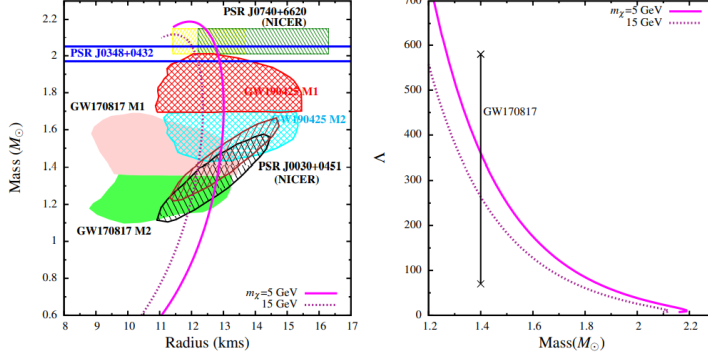 PSR J0740+6620
(NICER)
PSR J0348+0432
GW190425 M1
GW170817 M1
GW190425 M2
PSR J0030+0451
(NICER)
GW170817 M2
mχ=5 GeV
15 GeV
Mass (M⊙)
2.2
2
1.8
1.6
1.4
1.2
1
0.8
0.6
8 9 10 11 12 13 14 15 16 17
Radius (kms)
mχ=5 GeV
15 GeV
GW170817
Λ
700
600
500
400
300
200
100
0
1.2 1.4 1.6 1.8 2 2.2
Mass(M⊙)